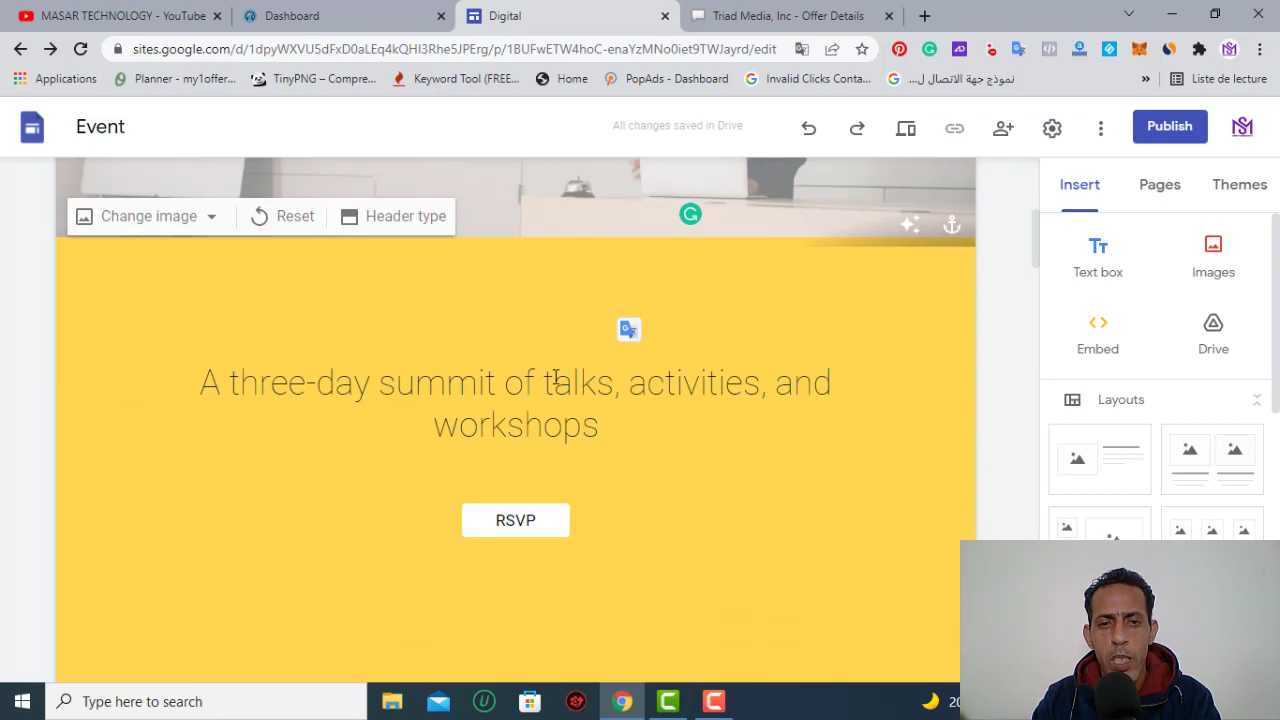 MASAR TECHNOLOGY - YouTube
Dashboard
Digital
Triad Media, Inc - Offer Details
sites.google.com/d/1dpyWXVU5dFxD0aLEq4kQHI3Rhe5JPErg/p/1BUFwETW4hoC-enaYzMNo0iet9TWJayrd/edit
Applications
Planner - my1offer...
TinyPNG – Compre...
Keyword Tool (FREE...
Home
PopAds - Dashboard
Invalid Clicks Conta...
نموذج جهة الاتصال ل...
»
Liste de lecture
Event
All changes saved in Drive
Publish
Insert
Pages
Themes
Change image
Reset
Header type
Text box
Images
Embed
Drive
Layouts
A three-day summit of talks, activities, and
workshops
RSVP
Type here to search
20